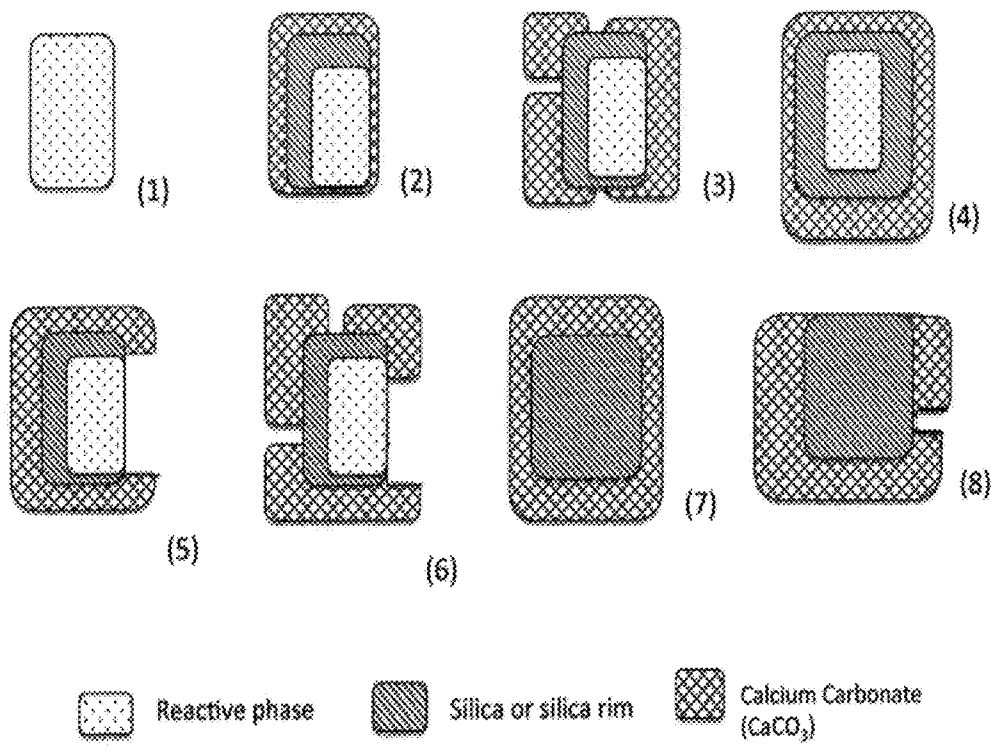 (1)
(2)
(3)
(4)
(5)
(6)
(7)
(8)
Reactive phase
Silica or silica rim
Calcium Carbonate
(CaCO₃)